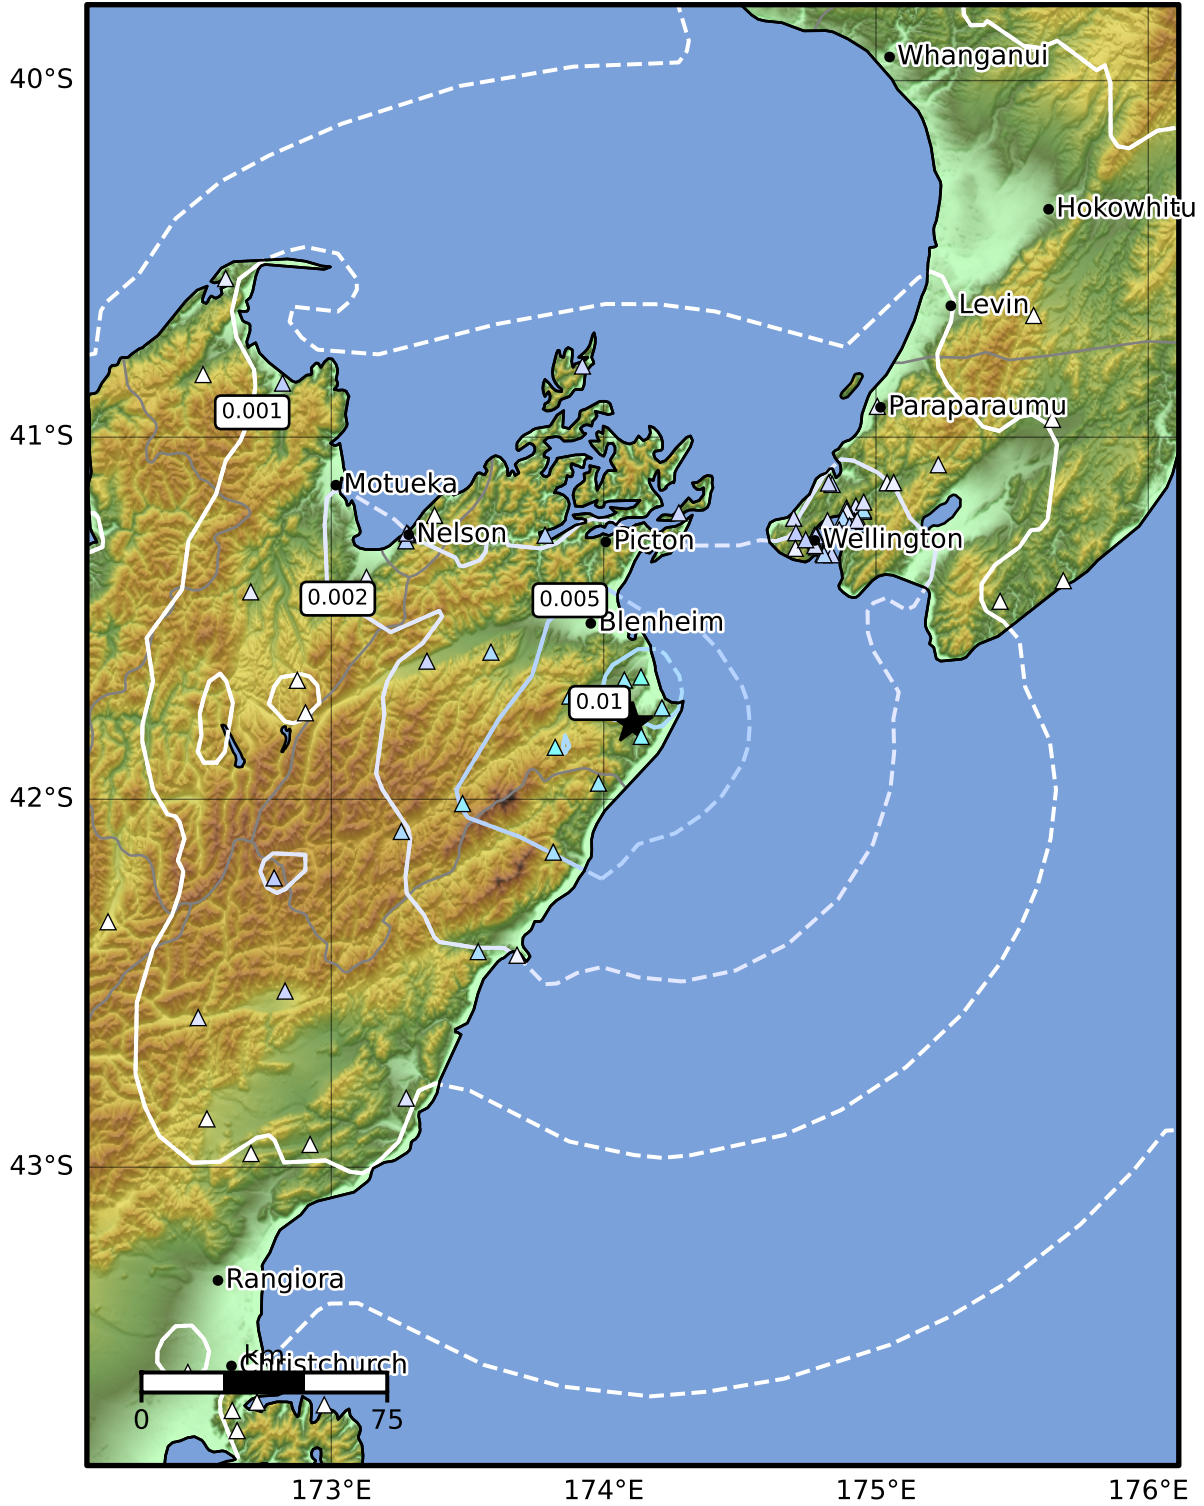 Whanganui
40°S
Hokowhitu
Levin
0.001
Paraparaumu
41°S
Motueka
Nelson
Picton
Wellington
0.002
0.005
Blenheim
0.01
42°S
43°S
Rangiora
km
Christchurch
0
75
173°E
174°E
175°E
176°E